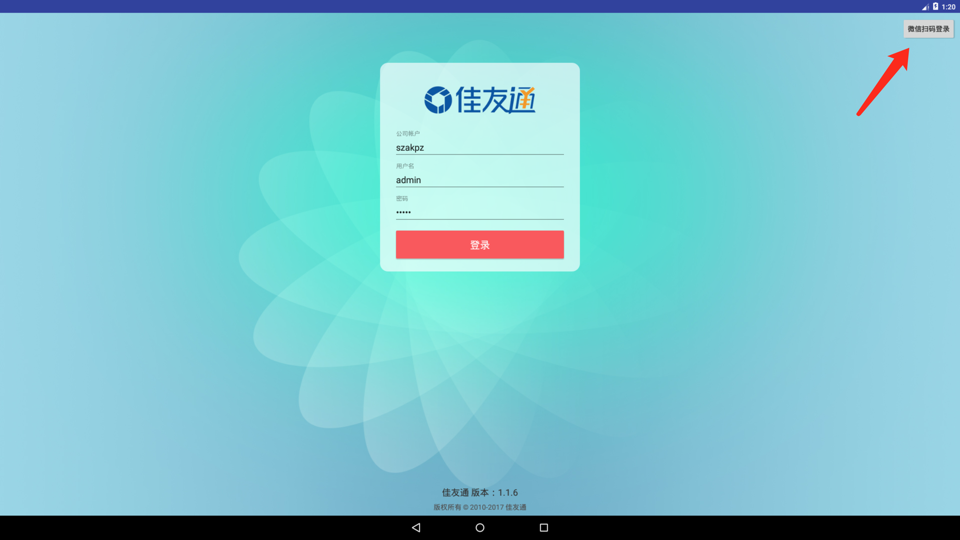 1:20
微信扫码登录
佳友通
公司账户
szakpz
用户名
admin
密码
•••••
登录
佳友通 版本：1.1.6
版权所有 © 2010-2017 佳友通